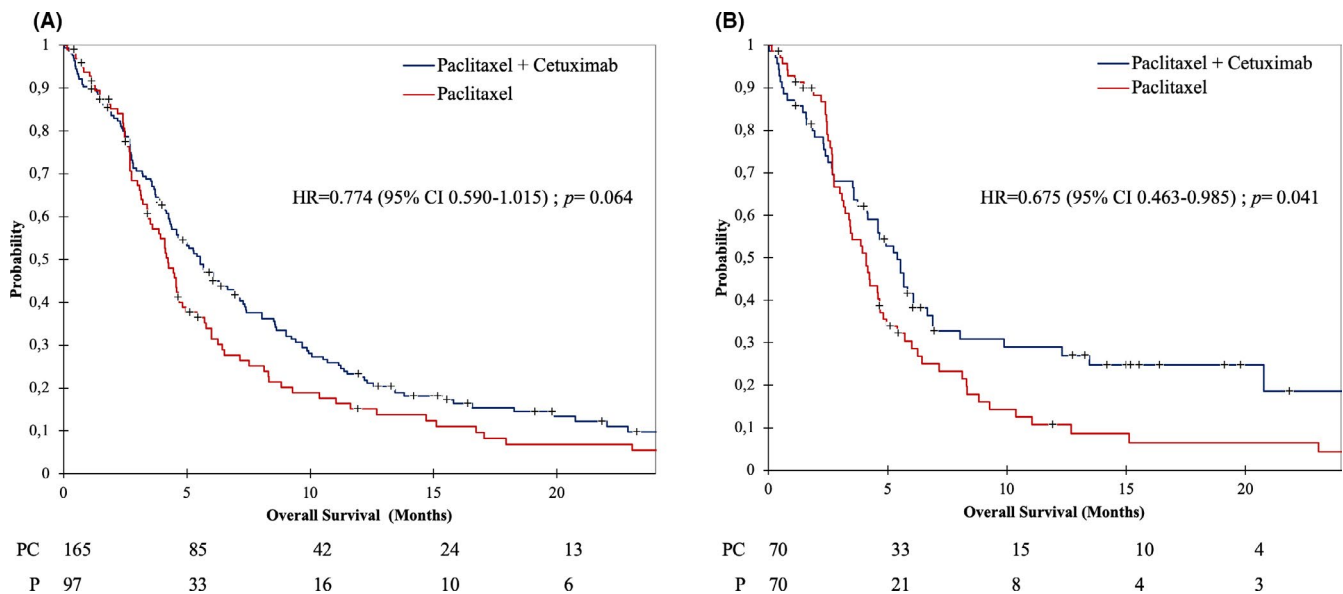 (A)
1
0,9
0,8
0,7
0,6
0,5
0,4
0,3
0,2
0,1
0
Probability
Paclitaxel + Cetuximab
Paclitaxel
HR=0.774 (95% CI 0.590-1.015) ; p= 0.064
0 5 10 15 20
Overall Survival (Months)
PC 165 85 42 24 13
P 97 33 16 10 6
(B)
1
0,9
0,8
0,7
0,6
0,5
0,4
0,3
0,2
0,1
0
Probability
Paclitaxel + Cetuximab
Paclitaxel
HR=0.675 (95% CI 0.463-0.985) ; p= 0.041
0 5 10 15 20
Overall Survival (Months)
PC 70 33 15 10 4
P 70 21 8 4 3